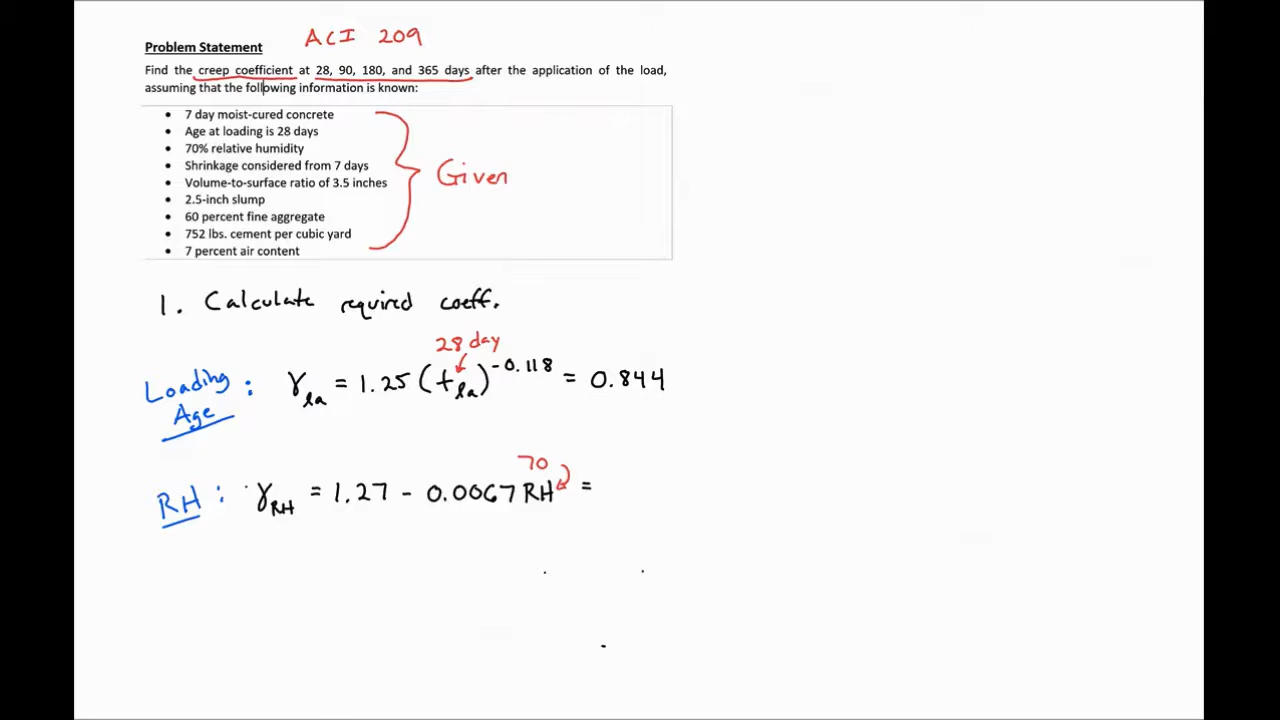 Problem Statement
ACI 209
Find the creep coefficient at 28, 90, 180, and 365 days after the application of the load,
assuming that the following information is known:
• 7 day moist-cured concrete
• Age at loading is 28 days
• 70% relative humidity
• Shrinkage considered from 7 days
• Volume-to-surface ratio of 3.5 inches
• 2.5-inch slump
• 60 percent fine aggregate
• 752 lbs. cement per cubic yard
• 7 percent air content
Given
1. Calculate required coeff.
28 day
Loading Age: γla = 1.25 (tla)^-0.118 = 0.844
70
RH: γRH = 1.27 - 0.0067 RH =